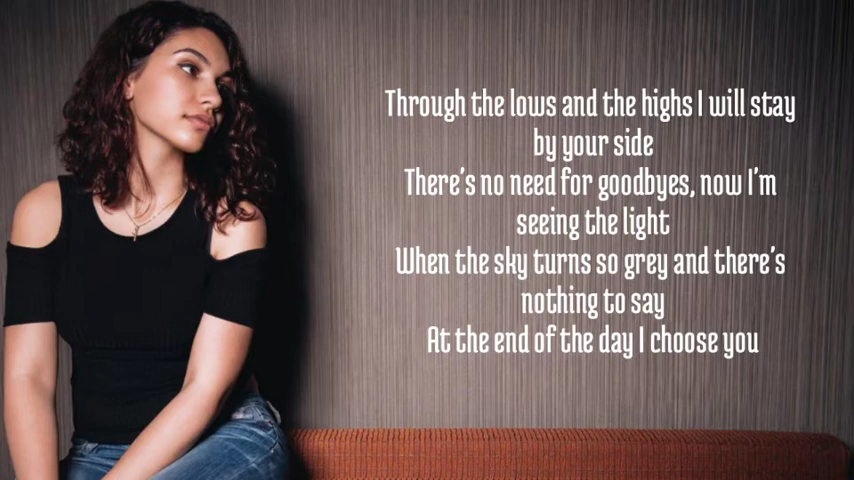 Through the lows and the highs I will stay
by your side
There's no need for goodbyes, now I'm
seeing the light
When the sky turns so grey and there's
nothing to say
At the end of the day I choose you